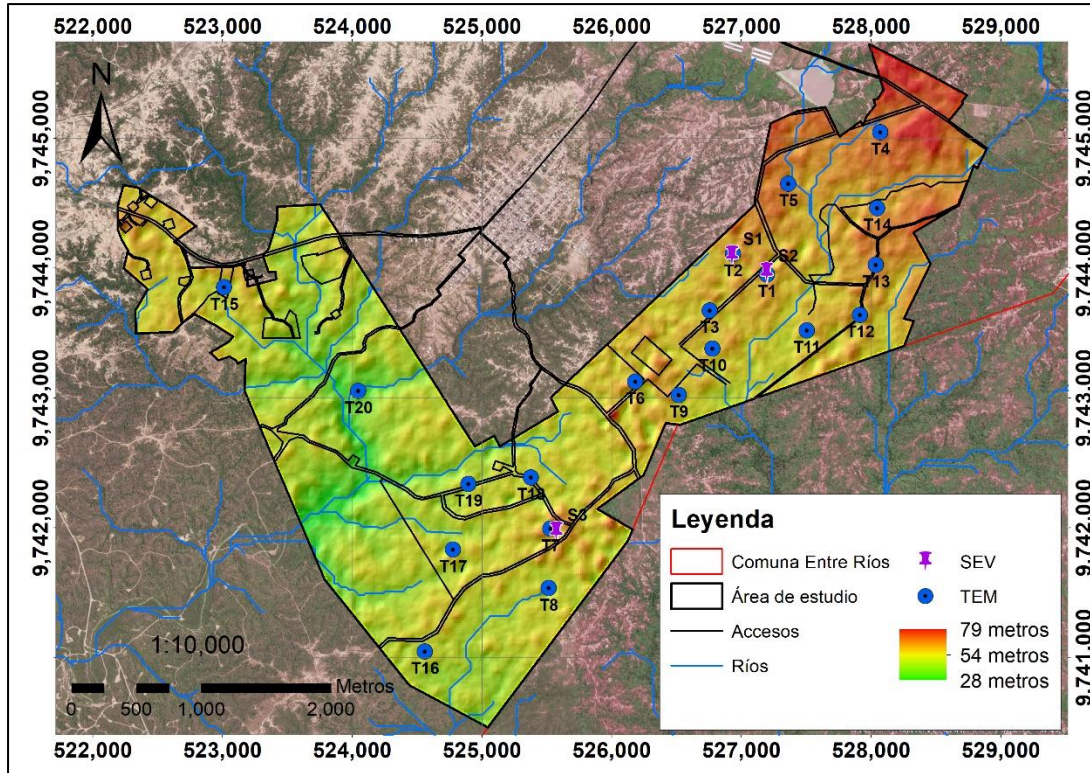 522,000 523,000 524,000 525,000 526,000 527,000 528,000 529,000
N
9,745,000 9,745,000
T4
T5
T14
S1
9,744,000 9,744,000
T2
S2
T1
T13
T15
T3
T12
T11
T10
9,743,000 9,743,000
T6
T20
T9
T19
T18
9,742,000 9,742,000
S3
T7
T17
T8
T16
9,741,000 9,741,000
Leyenda
Comuna Entre Ríos
SEV
Área de estudio
TEM
Accesos
79 metros
Ríos
54 metros
28 metros
1:10,000
Metros
0 500 1,000 2,000
522,000 523,000 524,000 525,000 526,000 527,000 528,000 529,000